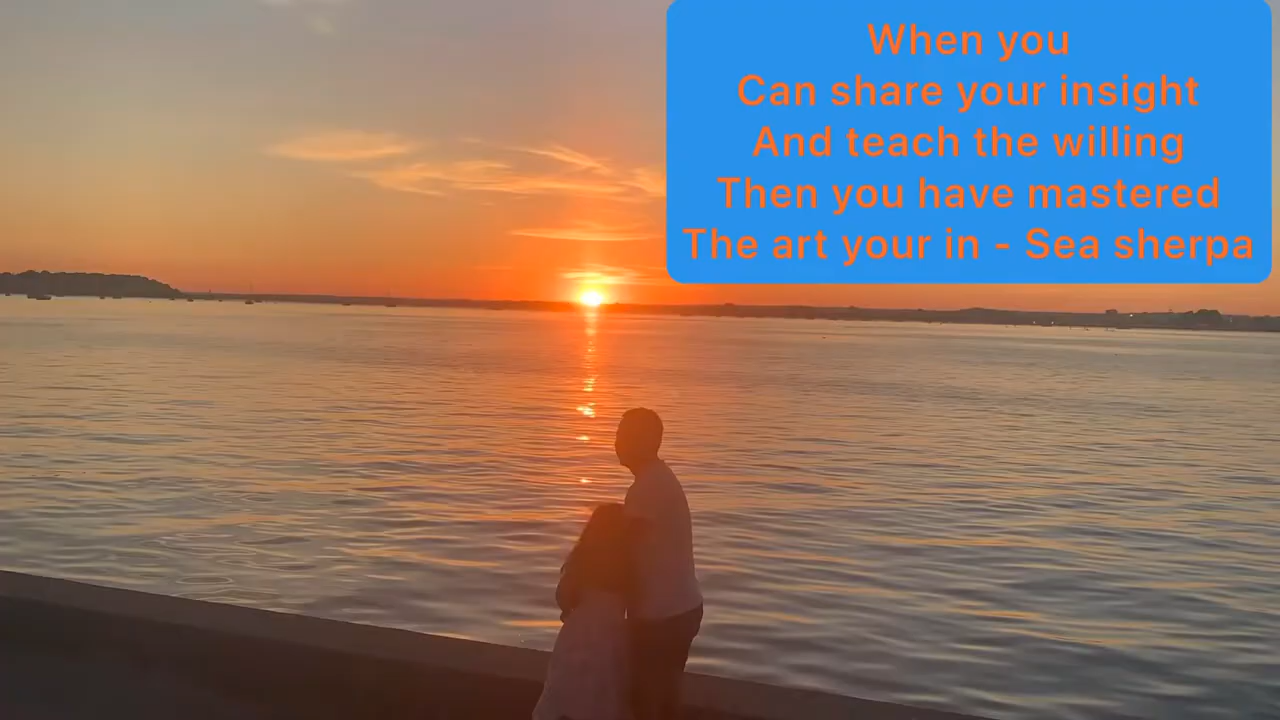 When you
Can share your insight
And teach the willing
Then you have mastered
The art your in - Sea sherpa